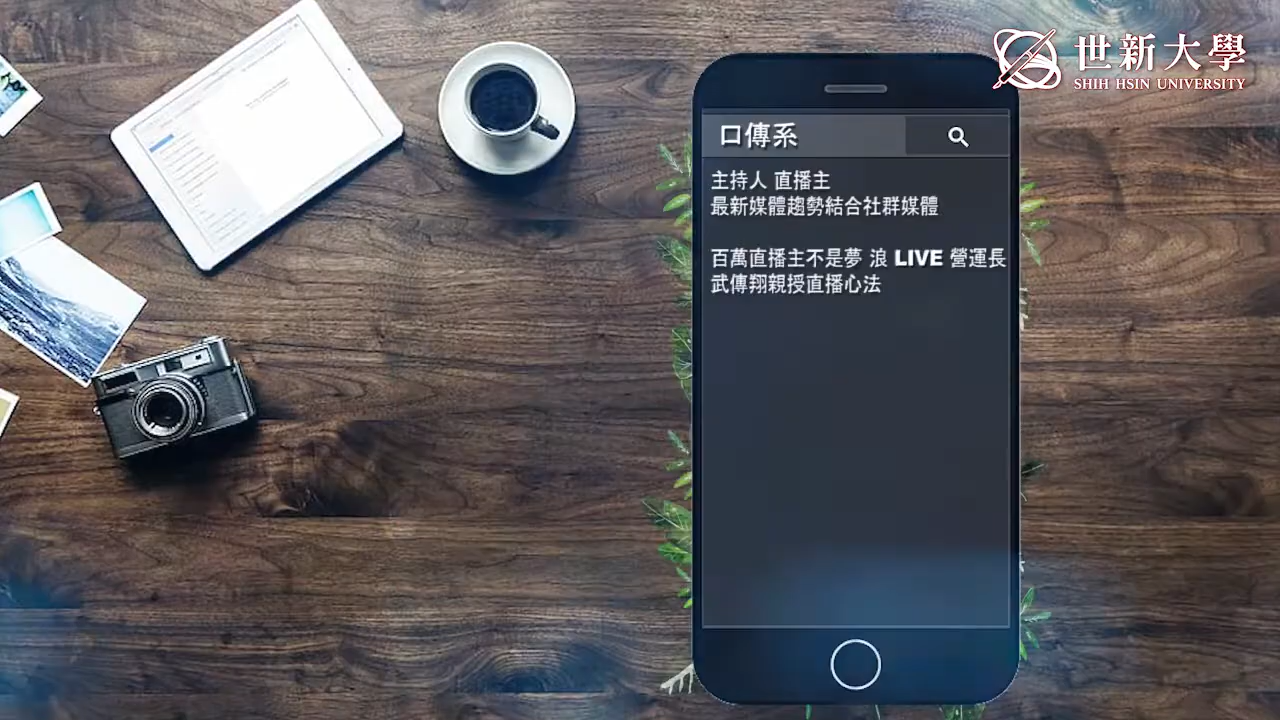 世新大學
SHIH HSIN UNIVERSITY
口傳系
主持人 直播主
最新媒體趨勢結合社群媒體
百萬直播主不是夢 浪 LIVE 營運長
武傳翔親授直播心法